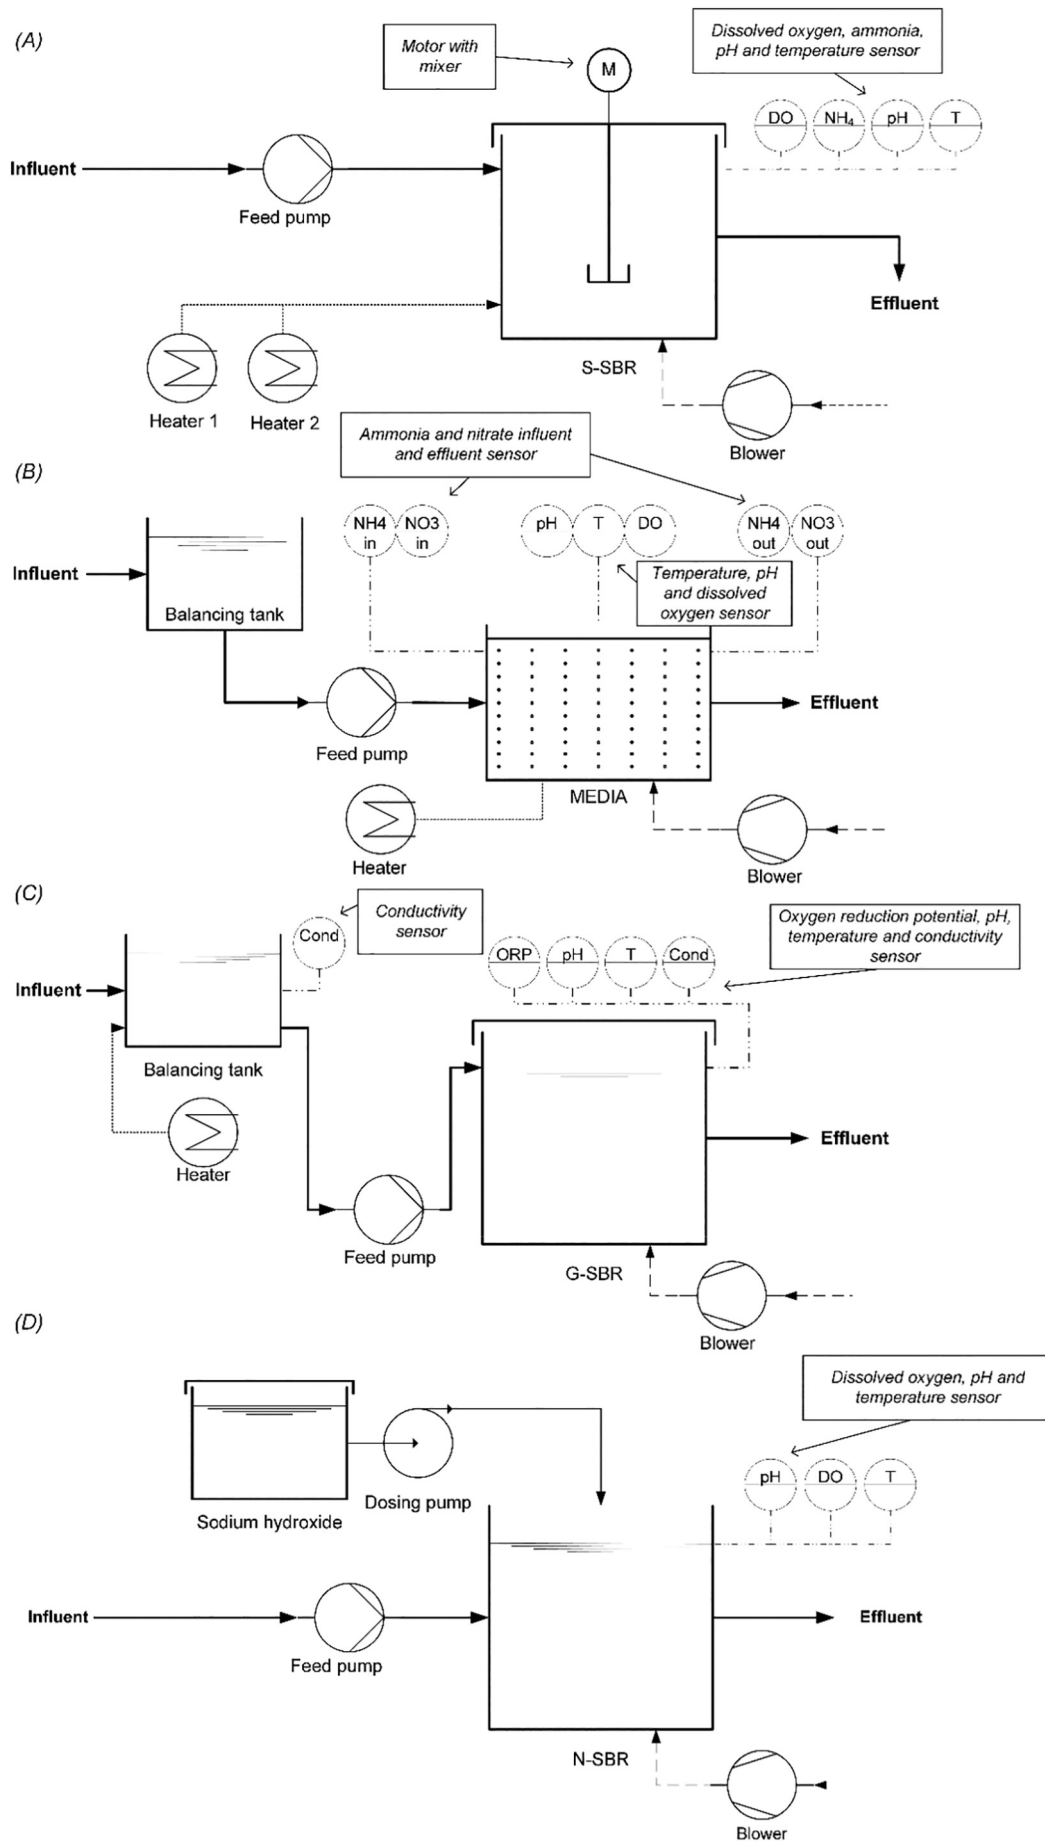 (A)
Motor with
mixer
Dissolved oxygen, ammonia,
pH and temperature sensor
M
DO
NH₄
pH
T
Influent
Feed pump
Effluent
S-SBR
Heater 1
Heater 2
Blower
Ammonia and nitrate influent
and effluent sensor
(B)
NH4
in
NO3
in
pH
T
DO
NH4
out
NO3
out
Influent
Balancing tank
Temperature, pH
and dissolved
oxygen sensor
Effluent
Feed pump
MEDIA
Heater
Blower
(C)
Conductivity
sensor
Cond
Oxygen reduction potential, pH,
temperature and conductivity
sensor
ORP
pH
T
Cond
Influent
Balancing tank
Heater
Effluent
Feed pump
G-SBR
Blower
(D)
Dissolved oxygen, pH and
temperature sensor
pH
DO
T
Dosing pump
Sodium hydroxide
Influent
Effluent
Feed pump
N-SBR
Blower